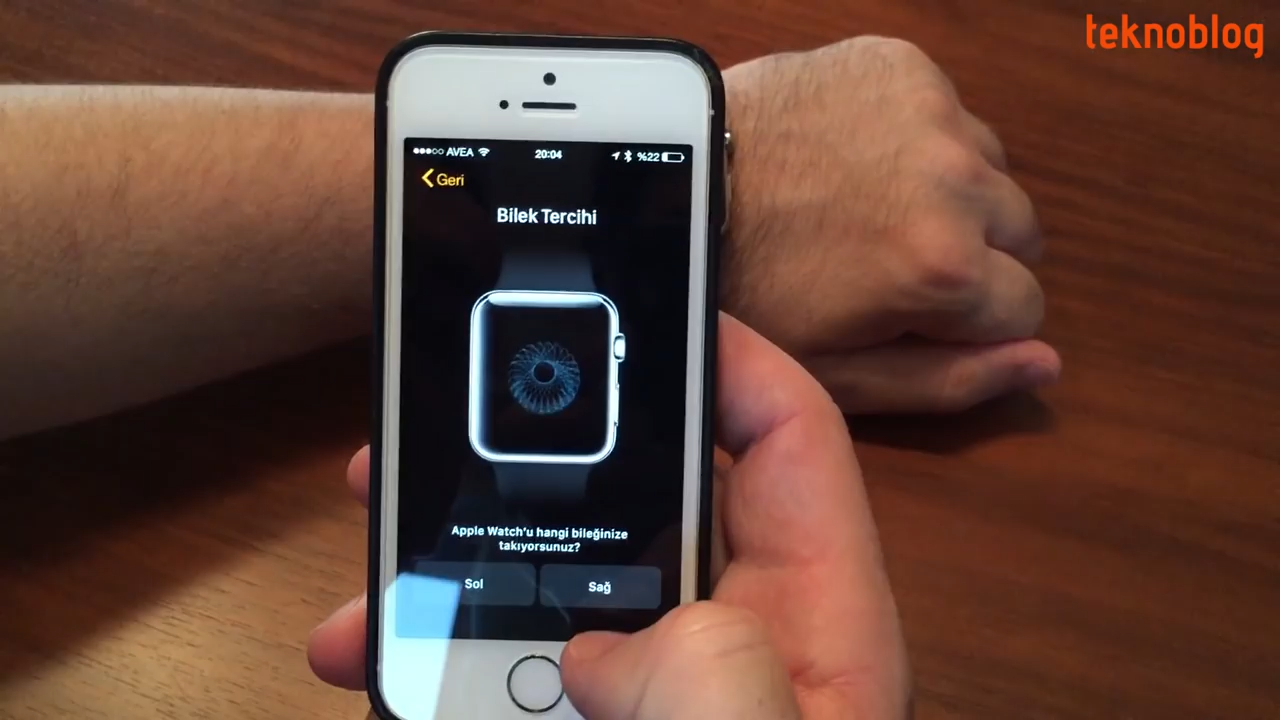 teknoblog
AVEA 20:04 %22
Geri
Bilek Tercihi
Apple Watch'u hangi bileğinize
takıyorsunuz?
Sol Sağ